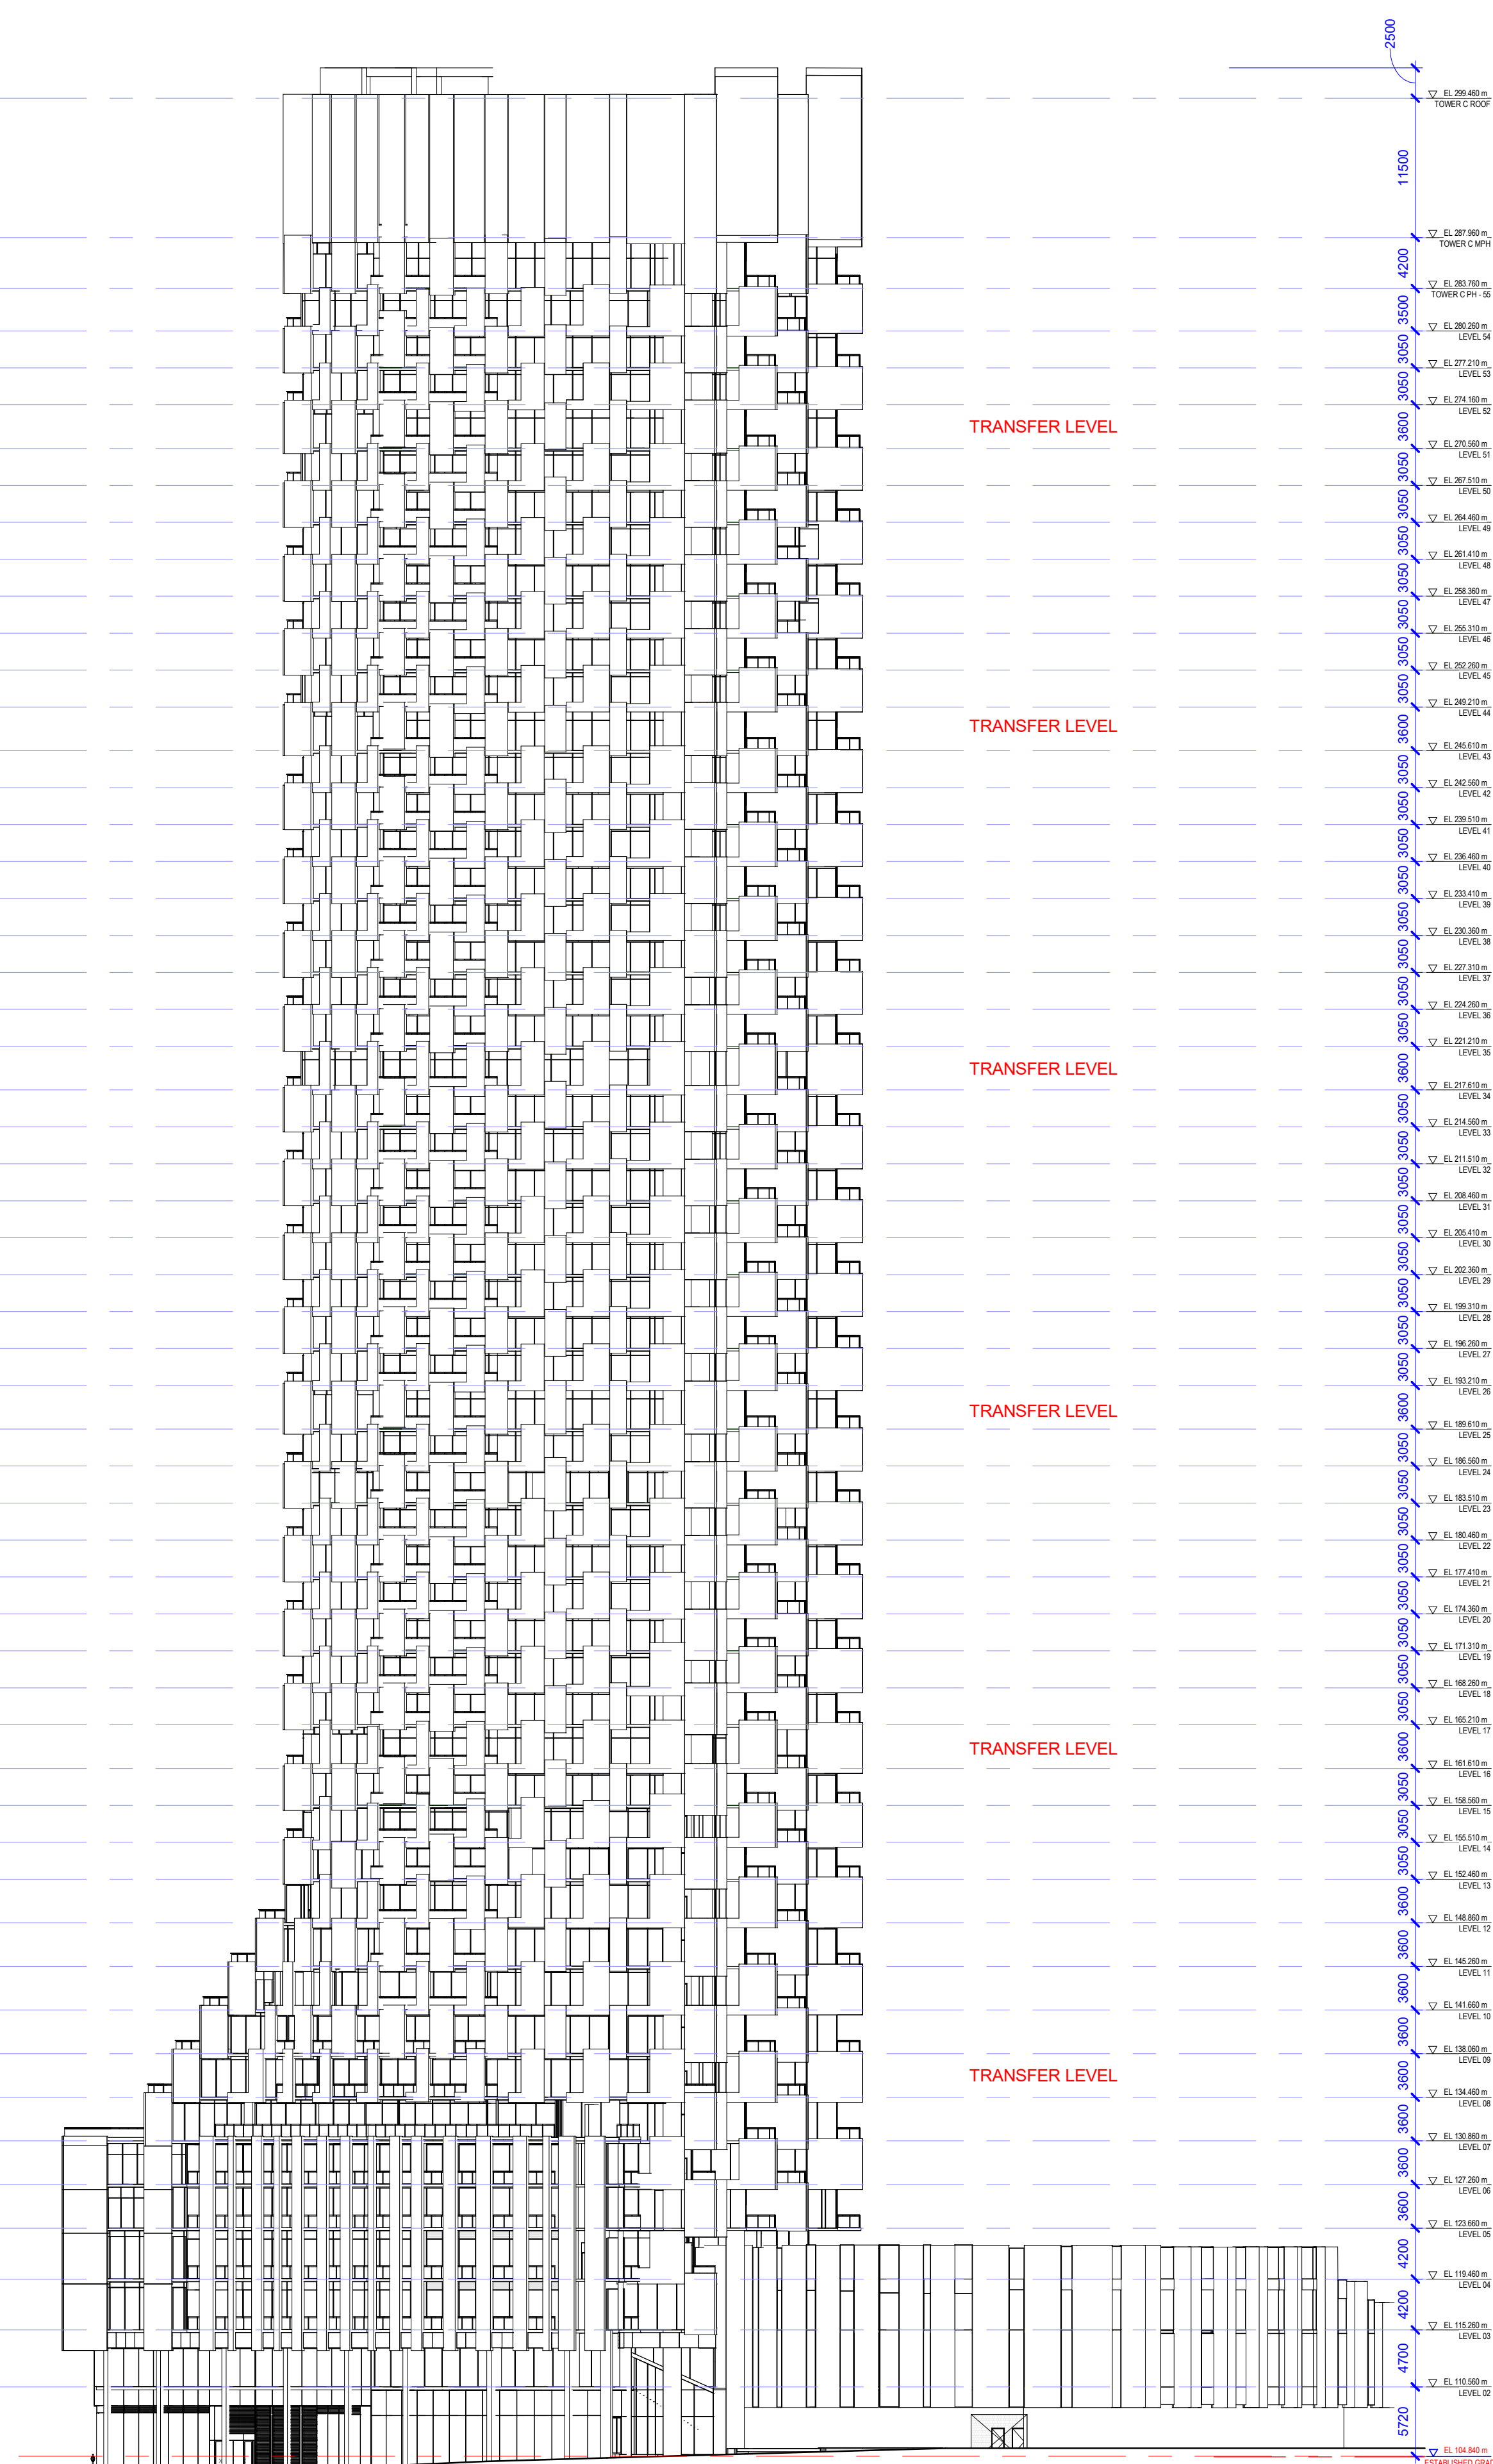 2500
EL 299.460 m
TOWER C ROOF
11500
EL 287.960 m
TOWER C MPH
4200
EL 283.760 m
TOWER C PH - 55
3500
EL 280.260 m
LEVEL 54
3050
EL 277.210 m
LEVEL 53
3050
EL 274.160 m
LEVEL 52
TRANSFER LEVEL
3600
EL 270.560 m
LEVEL 51
3050
EL 267.510 m
LEVEL 50
3050
EL 264.460 m
LEVEL 49
3050
EL 261.410 m
LEVEL 48
3050
EL 258.360 m
LEVEL 47
3050
EL 255.310 m
LEVEL 46
3050
EL 252.260 m
LEVEL 45
3050
EL 249.210 m
LEVEL 44
TRANSFER LEVEL
3600
EL 245.610 m
LEVEL 43
3050
EL 242.560 m
LEVEL 42
3050
EL 239.510 m
LEVEL 41
3050
EL 236.460 m
LEVEL 40
3050
EL 233.410 m
LEVEL 39
3050
EL 230.360 m
LEVEL 38
3050
EL 227.310 m
LEVEL 37
3050
EL 224.260 m
LEVEL 36
3050
EL 221.210 m
LEVEL 35
TRANSFER LEVEL
3600
EL 217.610 m
LEVEL 34
3050
EL 214.560 m
LEVEL 33
3050
EL 211.510 m
LEVEL 32
3050
EL 208.460 m
LEVEL 31
3050
EL 205.410 m
LEVEL 30
3050
EL 202.360 m
LEVEL 29
3050
EL 199.310 m
LEVEL 28
3050
EL 196.260 m
LEVEL 27
3050
EL 193.210 m
LEVEL 26
TRANSFER LEVEL
3600
EL 189.610 m
LEVEL 25
3050
EL 186.560 m
LEVEL 24
3050
EL 183.510 m
LEVEL 23
3050
EL 180.460 m
LEVEL 22
3050
EL 177.410 m
LEVEL 21
3050
EL 174.360 m
LEVEL 20
3050
EL 171.310 m
LEVEL 19
3050
EL 168.260 m
LEVEL 18
3050
EL 165.210 m
LEVEL 17
TRANSFER LEVEL
3600
EL 161.610 m
LEVEL 16
3050
EL 158.560 m
LEVEL 15
3050
EL 155.510 m
LEVEL 14
3050
EL 152.460 m
LEVEL 13
3600
EL 148.860 m
LEVEL 12
3600
EL 145.260 m
LEVEL 11
3600
EL 141.660 m
LEVEL 10
3600
EL 138.060 m
LEVEL 09
TRANSFER LEVEL
3600
EL 134.460 m
LEVEL 08
3600
EL 130.860 m
LEVEL 07
3600
EL 127.260 m
LEVEL 06
3600
EL 123.660 m
LEVEL 05
4200
EL 119.460 m
LEVEL 04
4200
EL 115.260 m
LEVEL 03
4700
EL 110.560 m
LEVEL 02
5720
EL 104.840 m
ESTABLISHED